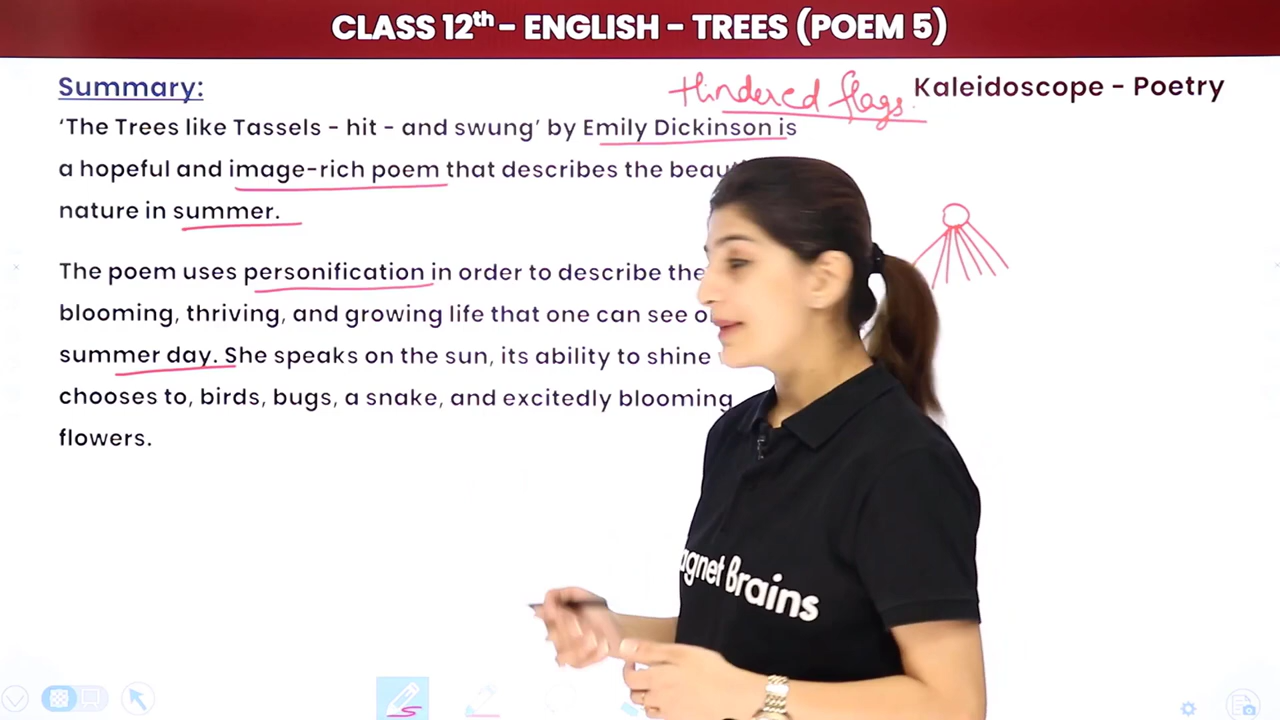 CLASS 12th - ENGLISH - TREES (POEM 5)
Summary:
Hindered flags.
Kaleidoscope - Poetry
‘The Trees like Tassels - hit - and swung’ by Emily Dickinson is
a hopeful and image-rich poem that describes the
nature in summer.
The poem uses personification in order to describe the
blooming, thriving, and growing life that one can see
summer day. She speaks on the sun, its ability to shine
chooses to, birds, bugs, a snake, and excitedly blooming
flowers.
agnet Brains